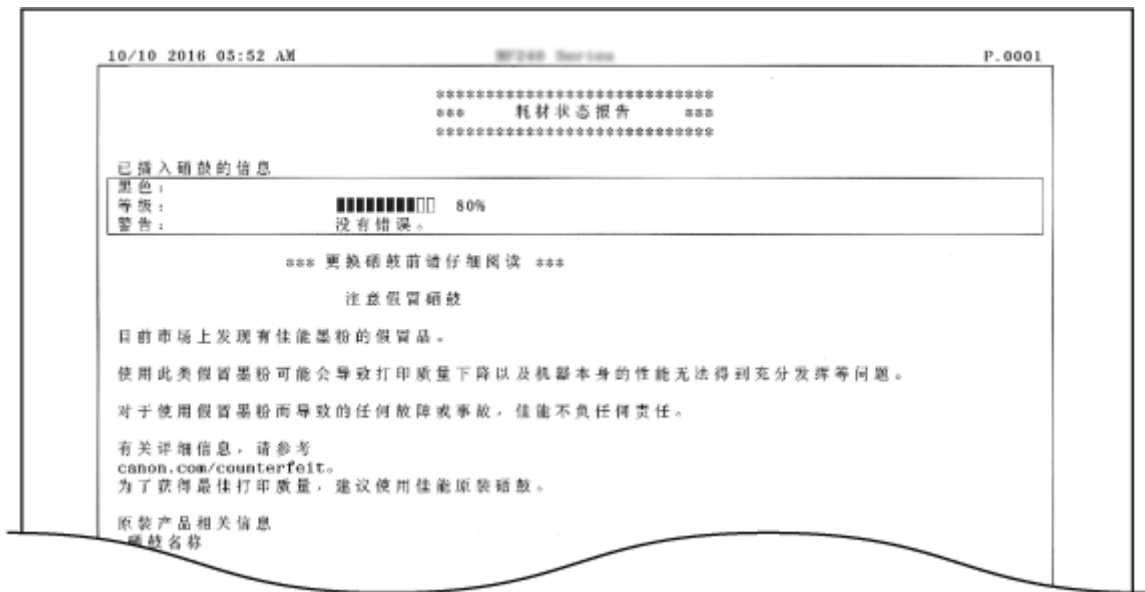 10/10 2016 05:52 AM P.0001
****************************
*** 耗材状态报告 ***
****************************
已插入硒鼓的信息
黑色：
等级： 80%
警告： 没有错误。
*** 更换硒鼓前请仔细阅读 ***
注意假冒硒鼓
目前市场上发现有佳能墨粉的假冒品。
使用此类假冒墨粉可能会导致打印质量下降以及机器本身的性能无法得到充分发挥等问题。
对于使用假冒墨粉而导致的任何故障或事故，佳能不负任何责任。
有关详细信息，请参考
canon.com/counterfeit。
为了获得最佳打印质量，建议使用佳能原装硒鼓。
原装产品相关信息
硒鼓名称